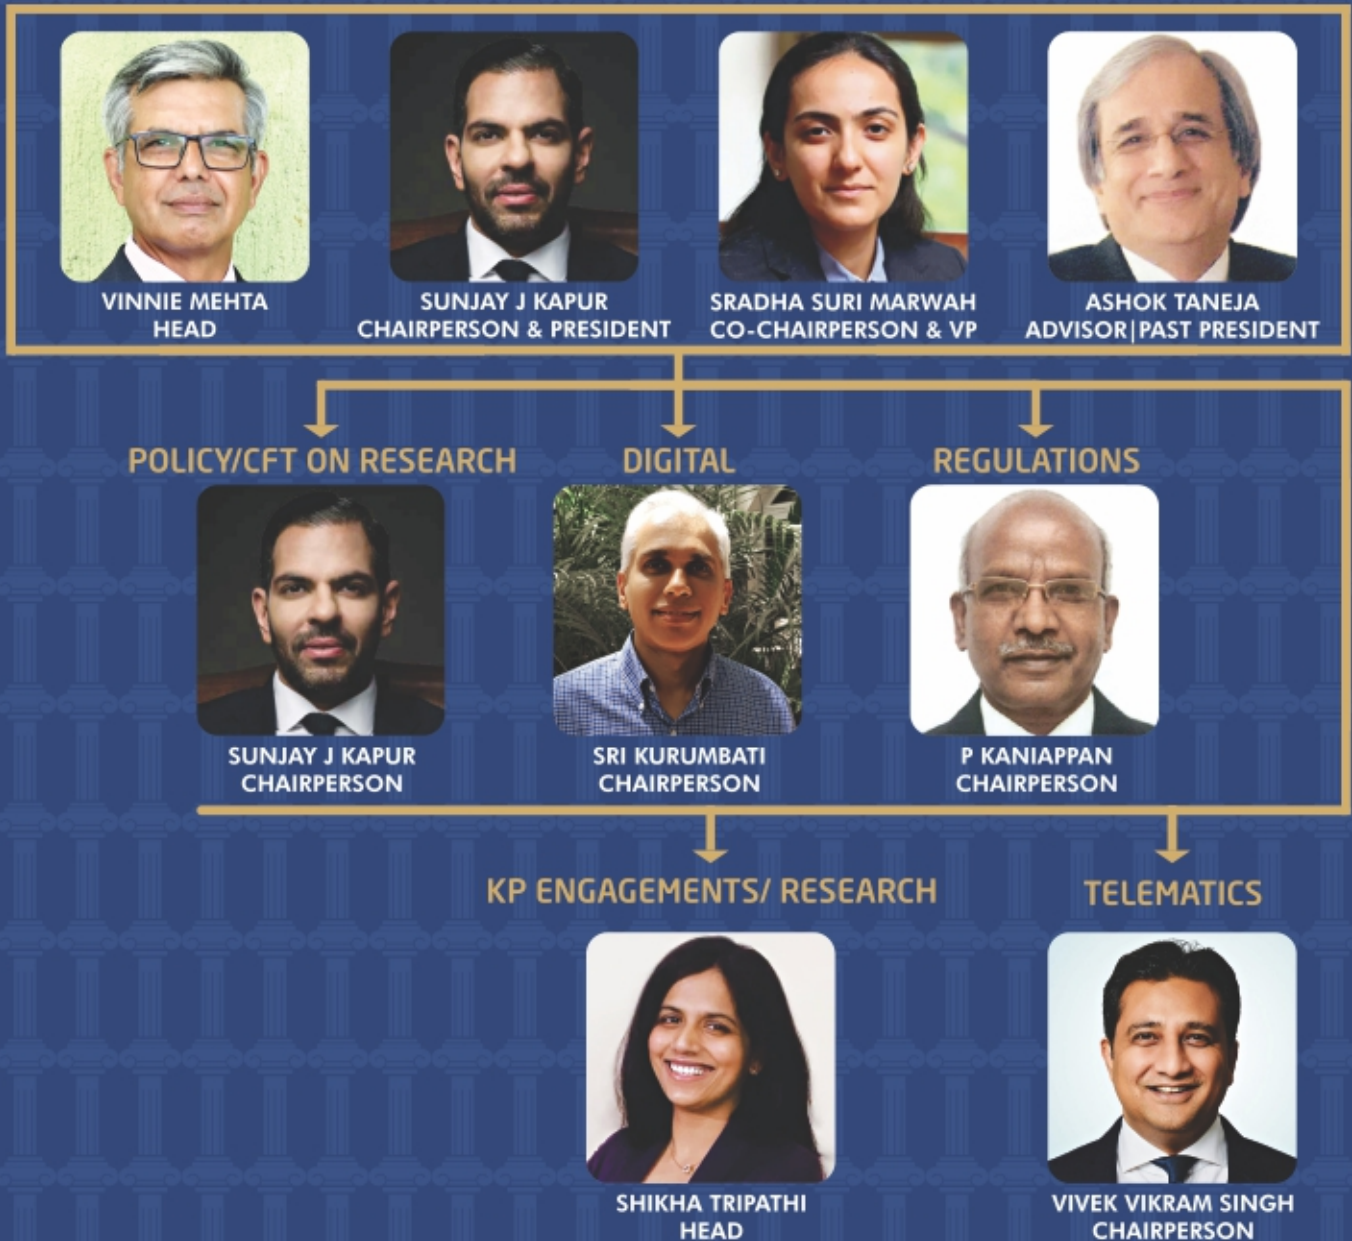 VINNIE MEHTA
HEAD
SUNJAY J KAPUR
CHAIRPERSON & PRESIDENT
SRADHA SURI MARWAH
CO-CHAIRPERSON & VP
ASHOK TANEJA
ADVISOR|PAST PRESIDENT
POLICY/CFT ON RESEARCH
DIGITAL
REGULATIONS
SUNJAY J KAPUR
CHAIRPERSON
SRI KURUMBATI
CHAIRPERSON
P KANIAPPAN
CHAIRPERSON
KP ENGAGEMENTS/ RESEARCH
TELEMATICS
SHIKHA TRIPATHI
HEAD
VIVEK VIKRAM SINGH
CHAIRPERSON